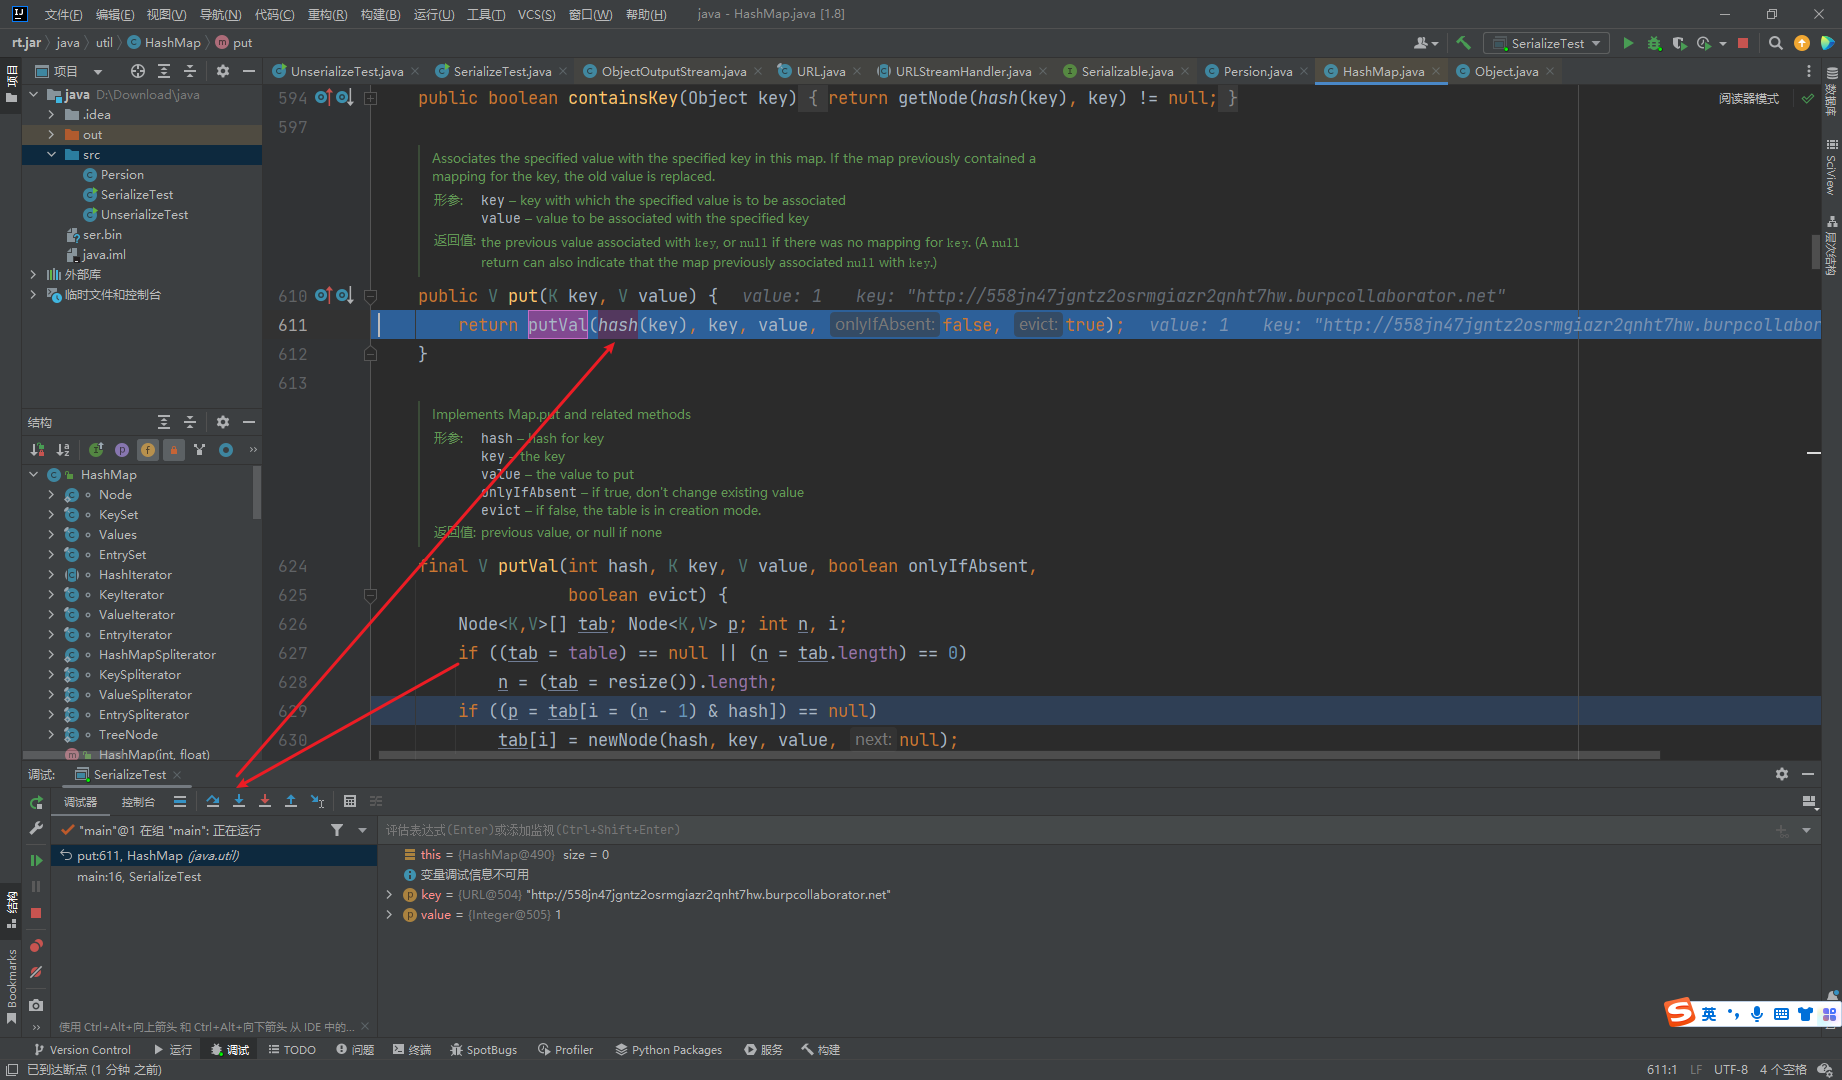 文件(F) 编辑(E) 视图(V) 导航(N) 代码(C) 重构(R) 构建(B) 运行(U) 工具(T) VCS(S) 窗口(W) 帮助(H) java - HashMap.java [1.8]
rt.jar java util HashMap put SerializeTest
项目 项目 UnserializeTest.java SerializeTest.java ObjectOutputStream.java URL.java URLStreamHandler.java Serializable.java Persion.java HashMap.java Object.java
java D:\Download\java
.idea
out
src
Persion
SerializeTest
UnserializeTest
ser.bin
java.iml
外部库
临时文件和控制台
阅读器模式
数据库
SciView
层次结构
594 public boolean containsKey(Object key) { return getNode(hash(key), key) != null; }
597
Associates the specified value with the specified key in this map. If the map previously contained a
mapping for the key, the old value is replaced.
形参: key – key with which the specified value is to be associated
value – value to be associated with the specified key
返回值: the previous value associated with key, or null if there was no mapping for key. (A null
return can also indicate that the map previously associated null with key.)
610 public V put(K key, V value) { value: 1 key: "http://558jn47jgntz2osrmgiazr2qnht7hw.burpcollaborator.net"
611 return putVal(hash(key), key, value, onlyIfAbsent: false, evict: true); value: 1 key: "http://558jn47jgntz2osrmgiazr2qnht7hw.burpcollabor
612 }
613
Implements Map.put and related methods
形参: hash – hash for key
key – the key
value – the value to put
onlyIfAbsent – if true, don't change existing value
evict – if false, the table is in creation mode.
返回值: previous value, or null if none
624 final V putVal(int hash, K key, V value, boolean onlyIfAbsent,
625 boolean evict) {
626 Node<K,V>[] tab; Node<K,V> p; int n, i;
627 if ((tab = table) == null || (n = tab.length) == 0)
628 n = (tab = resize()).length;
629 if ((p = tab[i = (n - 1) & hash]) == null)
630 tab[i] = newNode(hash, key, value, next: null);
结构
HashMap
Node
KeySet
Values
EntrySet
HashIterator
KeyIterator
ValueIterator
EntryIterator
HashMapSpliterator
KeySpliterator
ValueSpliterator
EntrySpliterator
TreeNode
HashMap(int, float)
调试: SerializeTest
调试器 控制台
"main"@1 在组 "main": 正在运行
put:611, HashMap (java.util)
main:16, SerializeTest
评估表达式(Enter)或添加监视(Ctrl+Shift+Enter)
this = {HashMap@490} size = 0
变量调试信息不可用
key = {URL@504} "http://558jn47jgntz2osrmgiazr2qnht7hw.burpcollaborator.net"
value = {Integer@505} 1
结构
Bookmarks
使用 Ctrl+Alt+向上箭头 和 Ctrl+Alt+向下箭头 从 IDE 中的...
英
Version Control 运行 调试 TODO 问题 终端 SpotBugs Profiler Python Packages 服务 构建
已到达断点 (1 分钟 之前) 611:1 LF UTF-8 4 个空格